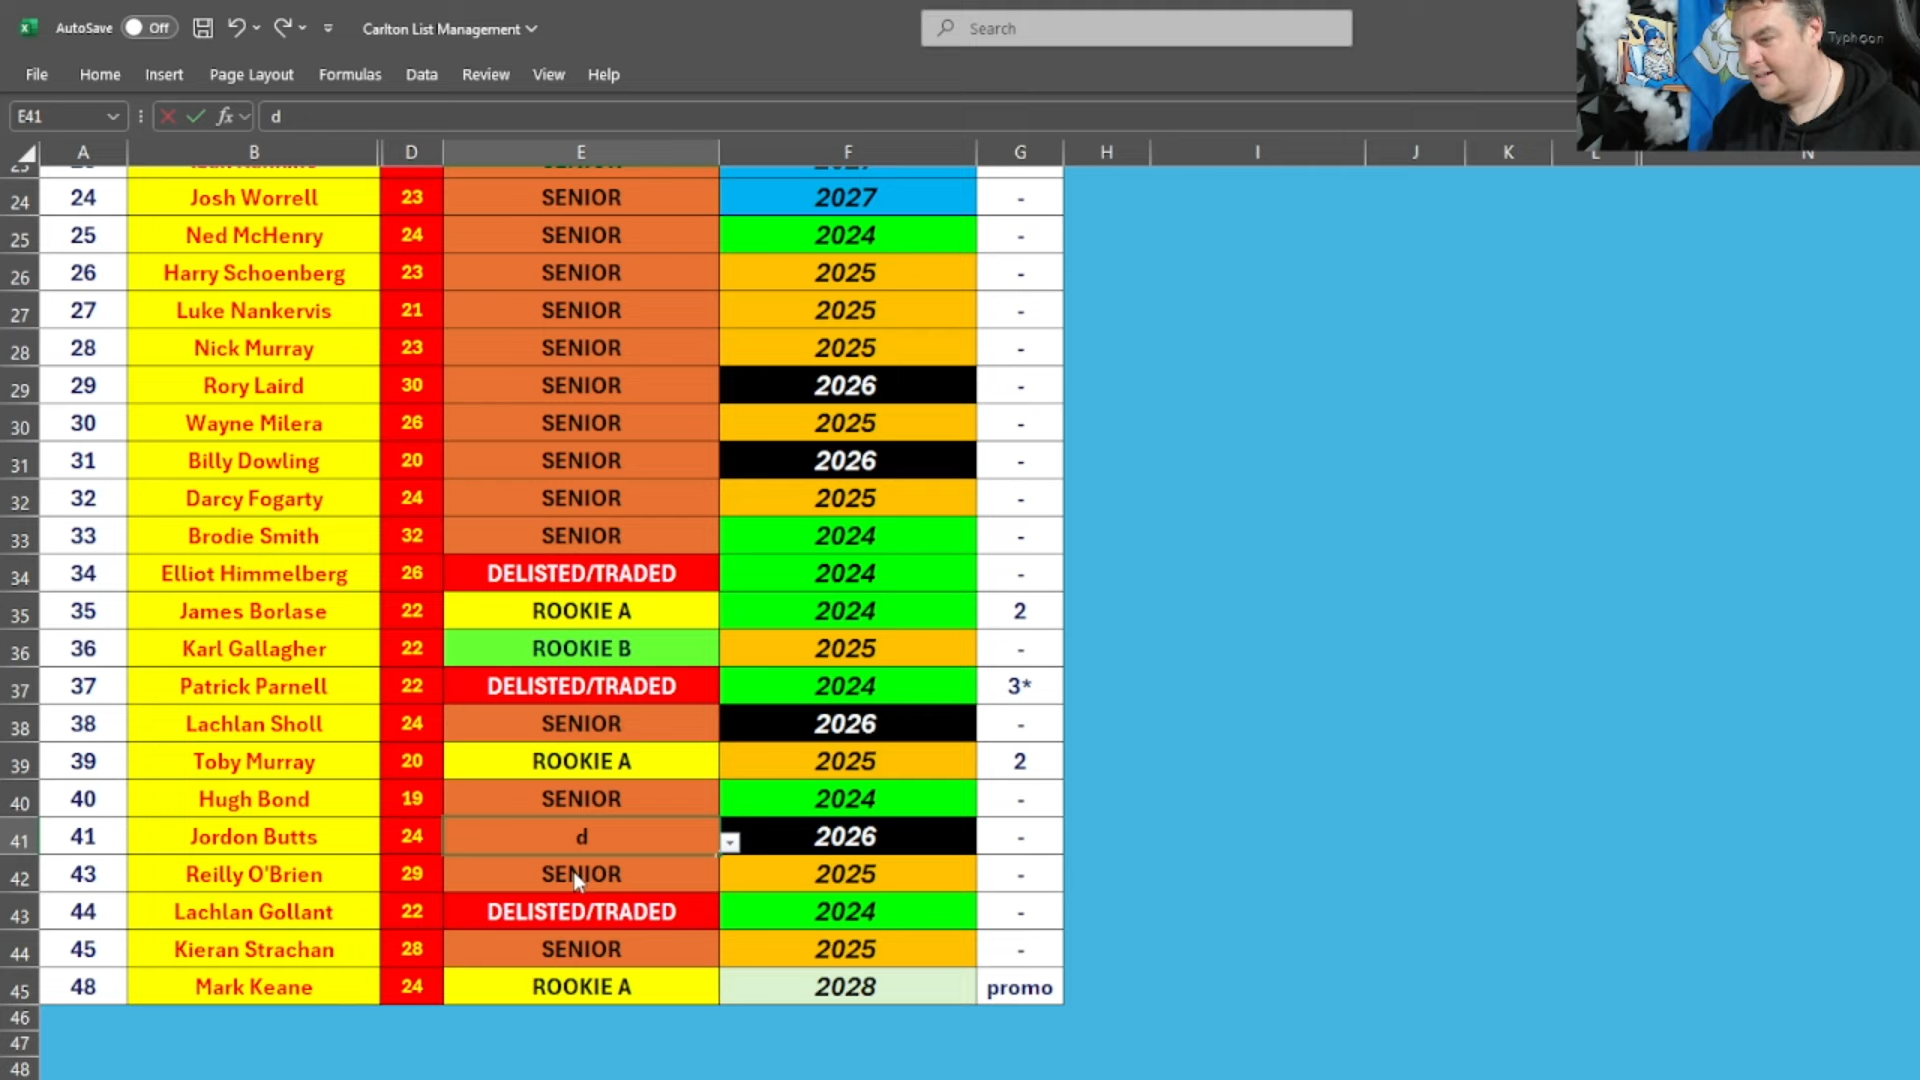 AutoSave Off Carlton List Management Search
File Home Insert Page Layout Formulas Data Review View Help
Typhoon
E41 fx d
A B D E F G H I J K L N
24 24 Josh Worrell 23 SENIOR 2027 -
25 25 Ned McHenry 24 SENIOR 2024 -
26 26 Harry Schoenberg 23 SENIOR 2025 -
27 27 Luke Nankervis 21 SENIOR 2025 -
28 28 Nick Murray 23 SENIOR 2025 -
29 29 Rory Laird 30 SENIOR 2026 -
30 30 Wayne Milera 26 SENIOR 2025 -
31 31 Billy Dowling 20 SENIOR 2026 -
32 32 Darcy Fogarty 24 SENIOR 2025 -
33 33 Brodie Smith 32 SENIOR 2024 -
34 34 Elliot Himmelberg 26 DELISTED/TRADED 2024 -
35 35 James Borlase 22 ROOKIE A 2024 2
36 36 Karl Gallagher 22 ROOKIE B 2025 -
37 37 Patrick Parnell 22 DELISTED/TRADED 2024 3*
38 38 Lachlan Sholl 24 SENIOR 2026 -
39 39 Toby Murray 20 ROOKIE A 2025 2
40 40 Hugh Bond 19 SENIOR 2024 -
41 41 Jordon Butts 24 d 2026 -
42 43 Reilly O'Brien 29 SENIOR 2025 -
43 44 Lachlan Gollant 22 DELISTED/TRADED 2024 -
44 45 Kieran Strachan 28 SENIOR 2025 -
45 48 Mark Keane 24 ROOKIE A 2028 promo
46
47
48